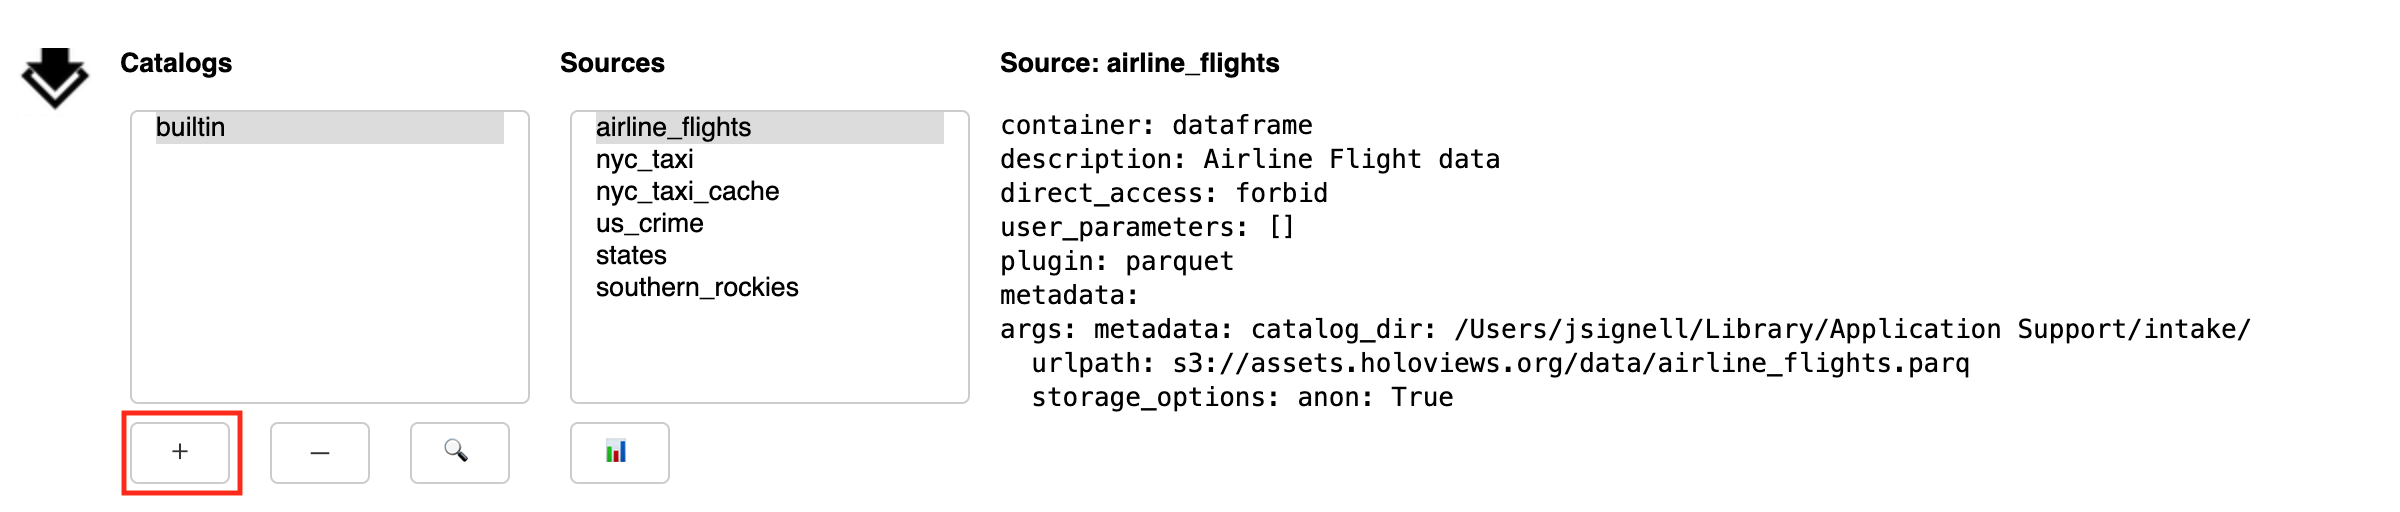 Catalogs
builtin
+
–
Sources
airline_flights
nyc_taxi
nyc_taxi_cache
us_crime
states
southern_rockies
Source: airline_flights
container: dataframe
description: Airline Flight data
direct_access: forbid
user_parameters: []
plugin: parquet
metadata:
args: metadata: catalog_dir: /Users/jsignell/Library/Application Support/intake/
  urlpath: s3://assets.holoviews.org/data/airline_flights.parq
  storage_options: anon: True